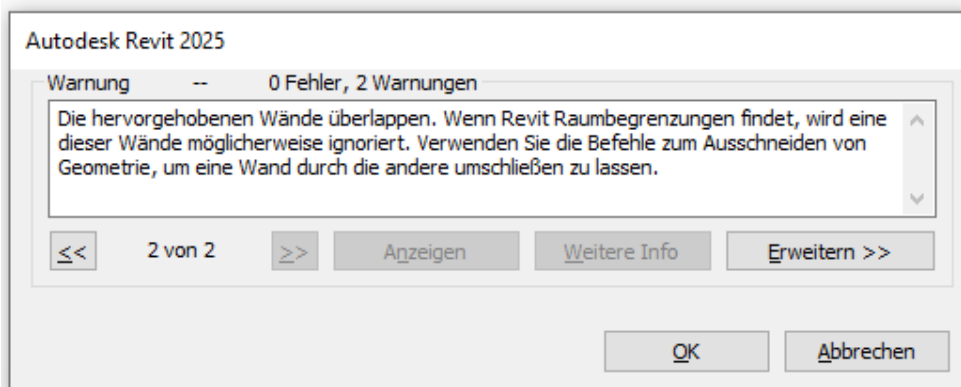 Autodesk Revit 2025
Warnung -- 0 Fehler, 2 Warnungen
Die hervorgehobenen Wände überlappen. Wenn Revit Raumbegrenzungen findet, wird eine
dieser Wände möglicherweise ignoriert. Verwenden Sie die Befehle zum Ausschneiden von
Geometrie, um eine Wand durch die andere umschließen zu lassen.
<< 2 von 2 >> Anzeigen Weitere Info Erweitern >>
OK Abbrechen